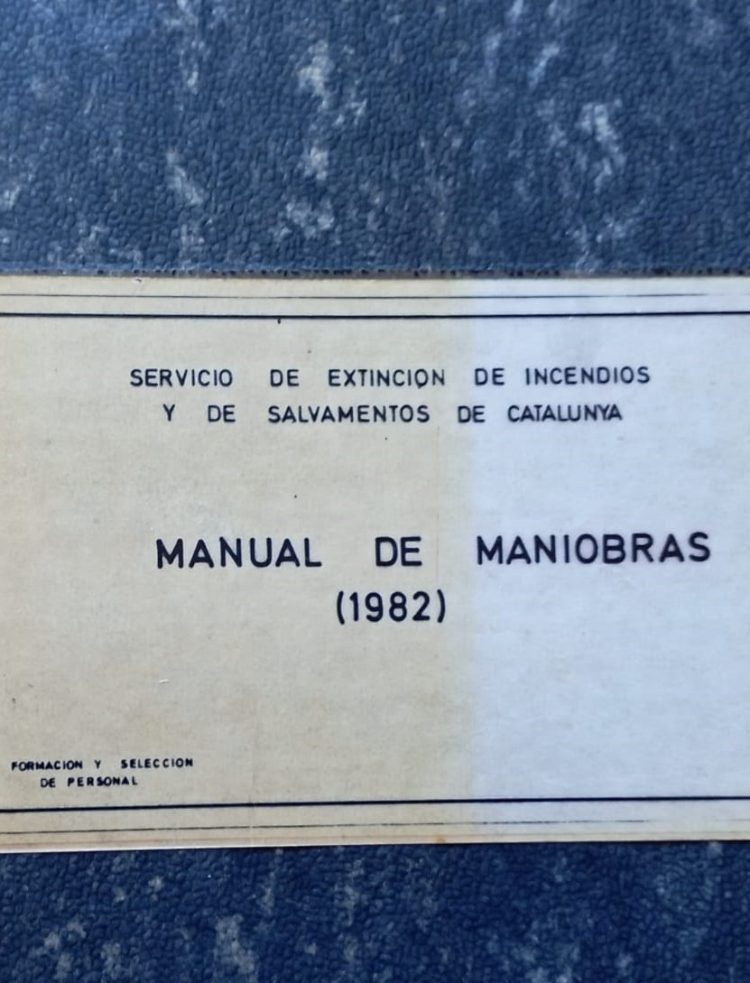 SERVICIO DE EXTINCION DE INCENDIOS
Y DE SALVAMENTOS DE CATALUNYA
MANUAL DE MANIOBRAS
(1982)
FORMACION Y SELECCION
DE PERSONAL